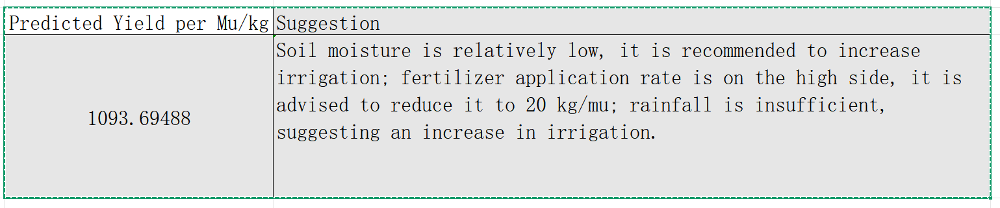 Predicted Yield per Mu/kg Suggestion
Soil moisture is relatively low, it is recommended to increase
irrigation; fertilizer application rate is on the high side, it is
advised to reduce it to 20 kg/mu; rainfall is insufficient,
suggesting an increase in irrigation.
1093.69488